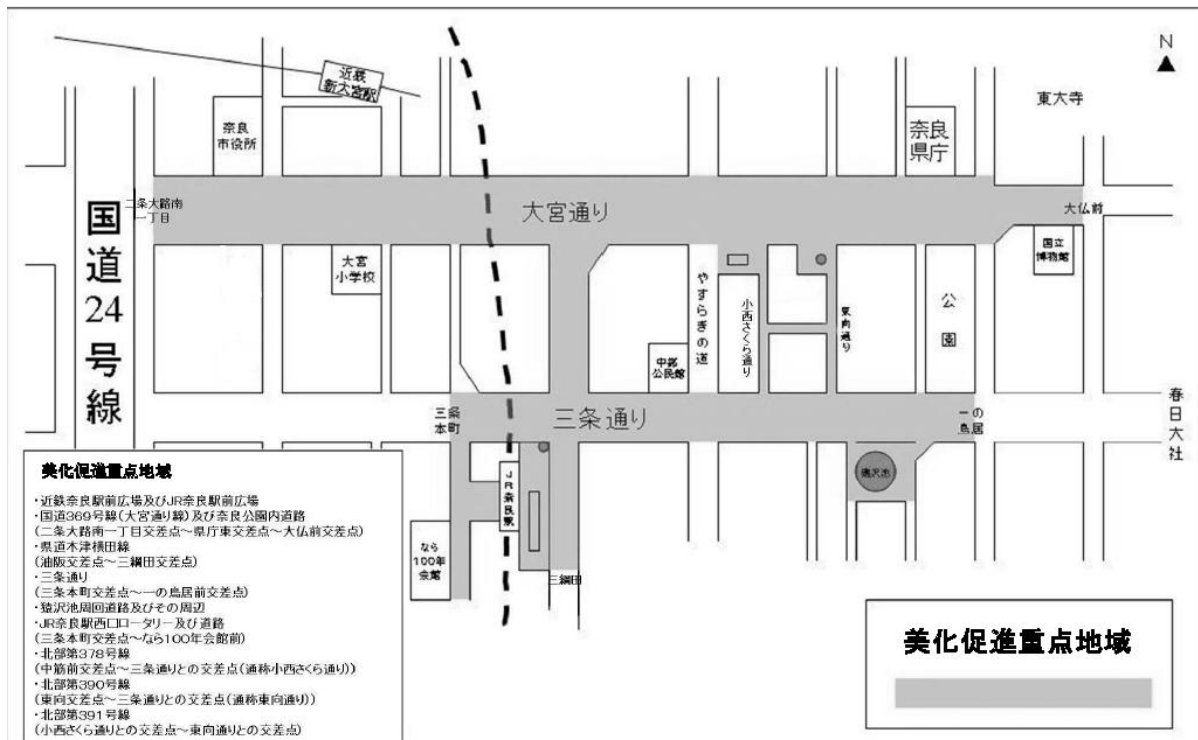 N
近鉄
新大宮駅
東大寺
奈良
市役所
奈良
県庁
二条大路南
一丁目
大宮通り
大仏前
国道24号線
大宮
小学校
国立
博物館
やすらぎの道
小西さくら通り
東向通り
公園
中部
公民館
三条
本町
三条通り
一の
鳥居
春日大社
JR奈良駅
猿沢池
なら
100年
会館
三綱田
美化促進重点地域
・近鉄奈良駅前広場及びJR奈良駅前広場
・国道369号線(大宮通り線)及び奈良公園内道路
(二条大路南一丁目交差点～県庁東交差点～大仏前交差点)
・県道木津横田線
(油阪交差点～三綱田交差点)
・三条通り
(三条本町交差点～一の鳥居前交差点)
・猿沢池周回道路及びその周辺
・JR奈良駅西口ロータリー及び道路
(三条本町交差点～なら100年会館前)
・北部第378号線
(中筋前交差点～三条通りとの交差点(通称小西さくら通り))
・北部第390号線
(東向交差点～三条通りとの交差点(通称東向通り))
・北部第391号線
(小西さくら通りとの交差点～東向通りとの交差点)
美化促進重点地域